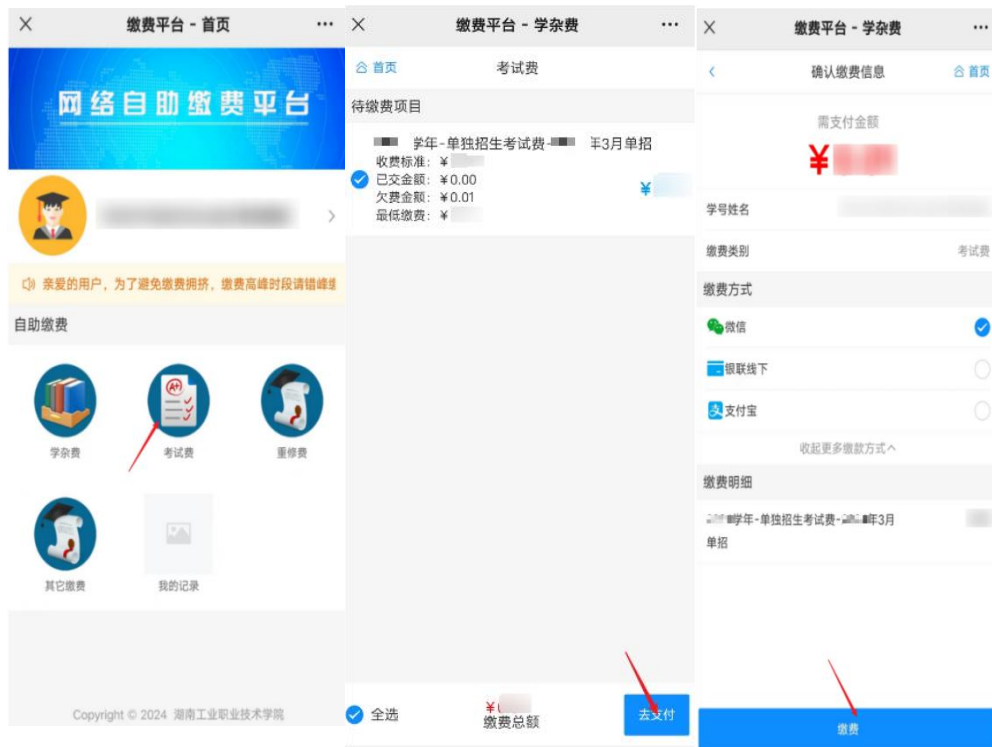 缴费平台 - 首页
网络自助缴费平台
亲爱的用户，为了避免缴费拥挤，缴费高峰时段请错峰
自助缴费
学杂费
考试费
重修费
其它缴费
我的记录
Copyright © 2024 湖南工业职业技术学院
缴费平台 - 学杂费
首页
考试费
待缴费项目
学年-单独招生考试费- 年3月单招
收费标准：￥
已交金额：￥0.00
欠费金额：￥0.01
最低缴费：￥
￥
全选
￥
缴费总额
去支付
缴费平台 - 学杂费
确认缴费信息
首页
需支付金额
￥
学号姓名
缴费类别
考试费
缴费方式
微信
银联线下
支付宝
收起更多缴款方式
缴费明细
学年-单独招生考试费- 年3月
单招
缴费